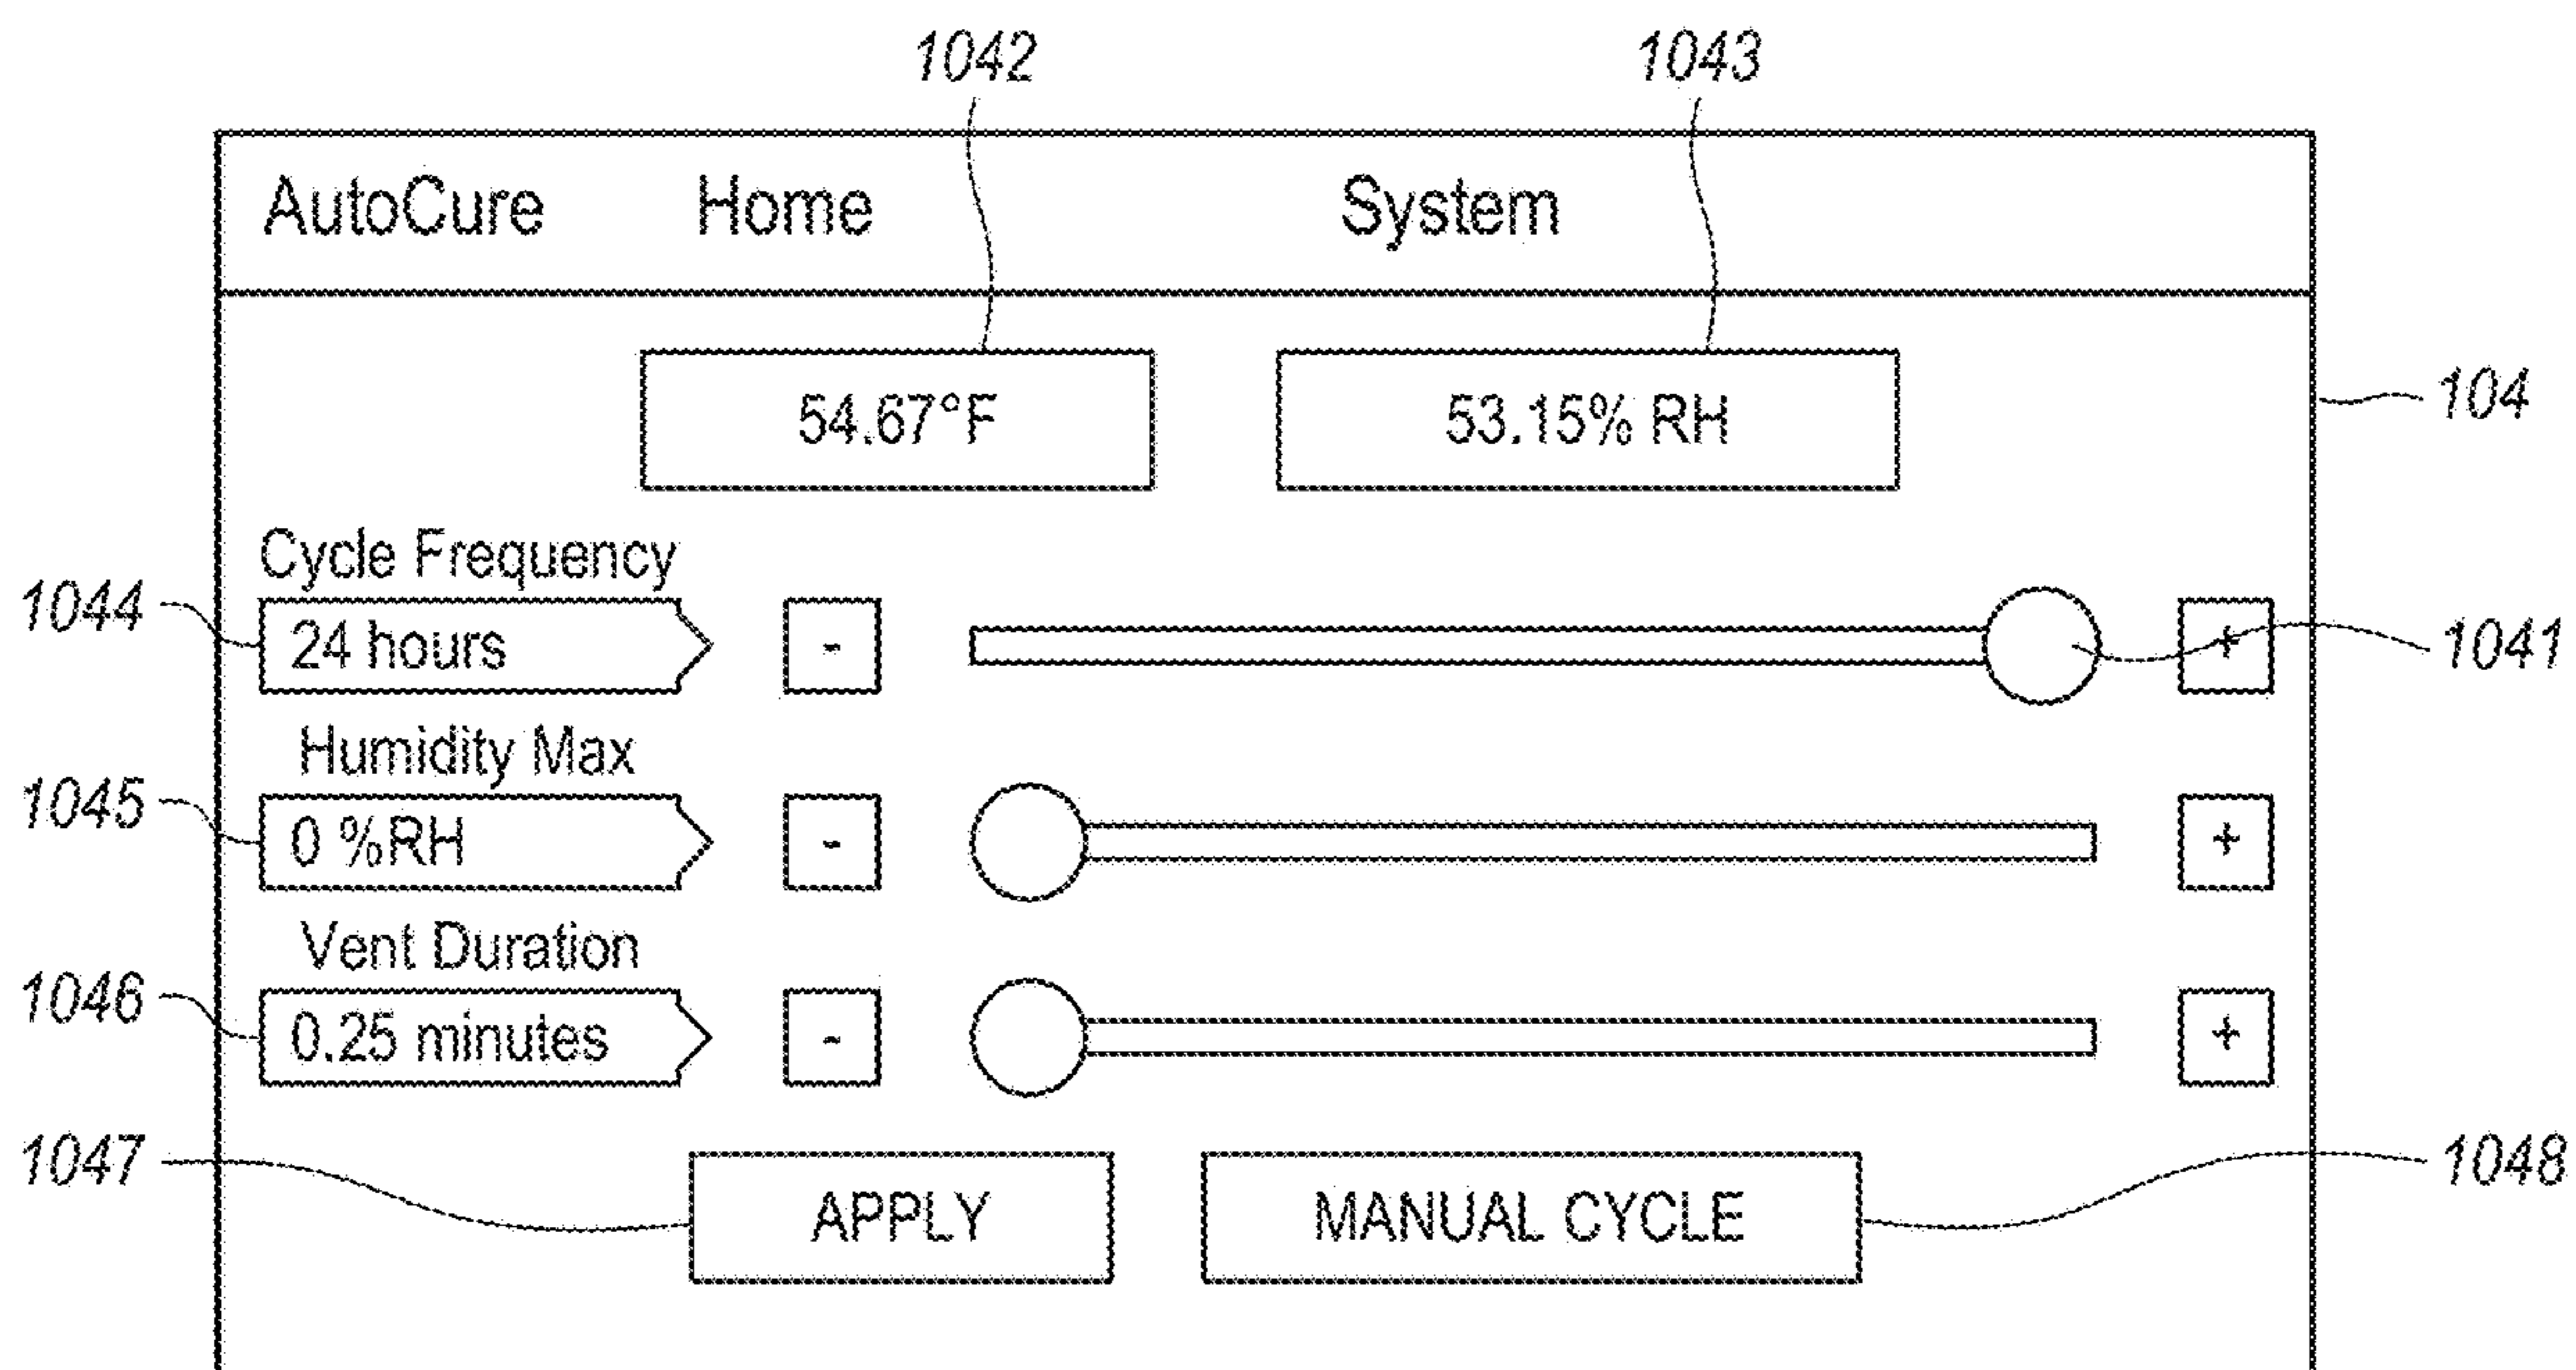 1042 1043
AutoCure Home System
54.67°F 53.15% RH
104
Cycle Frequency
1044 24 hours - + 1041
Humidity Max
1045 0 %RH - +
Vent Duration
1046 0.25 minutes - +
1047 APPLY MANUAL CYCLE 1048